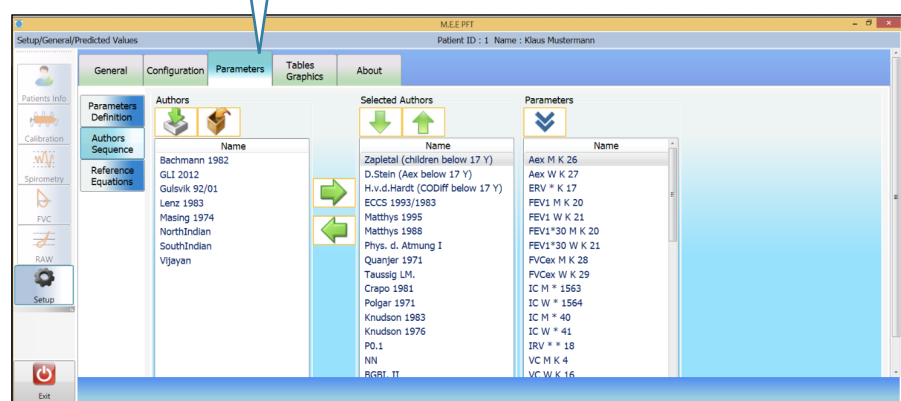 M.E.E PFT
Setup/General/Predicted Values
Patient ID : 1 Name : Klaus Mustermann
General
Configuration
Parameters
Tables
Graphics
About
Patients Info
Calibration
Spirometry
FVC
RAW
Setup
Exit
Parameters
Definition
Authors
Sequence
Reference
Equations
Authors
Name
Bachmann 1982
GLI 2012
Gulsvik 92/01
Lenz 1983
Masing 1974
NorthIndian
SouthIndian
Vijayan
Selected Authors
Name
Zapletal (children below 17 Y)
D.Stein (Aex below 17 Y)
H.v.d.Hardt (CODiff below 17 Y)
ECCS 1993/1983
Matthys 1995
Matthys 1988
Phys. d. Atmung I
Quanjer 1971
Taussig LM.
Crapo 1981
Polgar 1971
Knudson 1983
Knudson 1976
P0.1
NN
BGBl. II
Parameters
Name
Aex M K 26
Aex W K 27
ERV * K 17
FEV1 M K 20
FEV1 W K 21
FEV1*30 M K 20
FEV1*30 W K 21
FVCex M K 28
FVCex W K 29
IC M * 1563
IC W * 1564
IC M * 40
IC W * 41
IRV * * 18
VC M K 4
VC W K 16